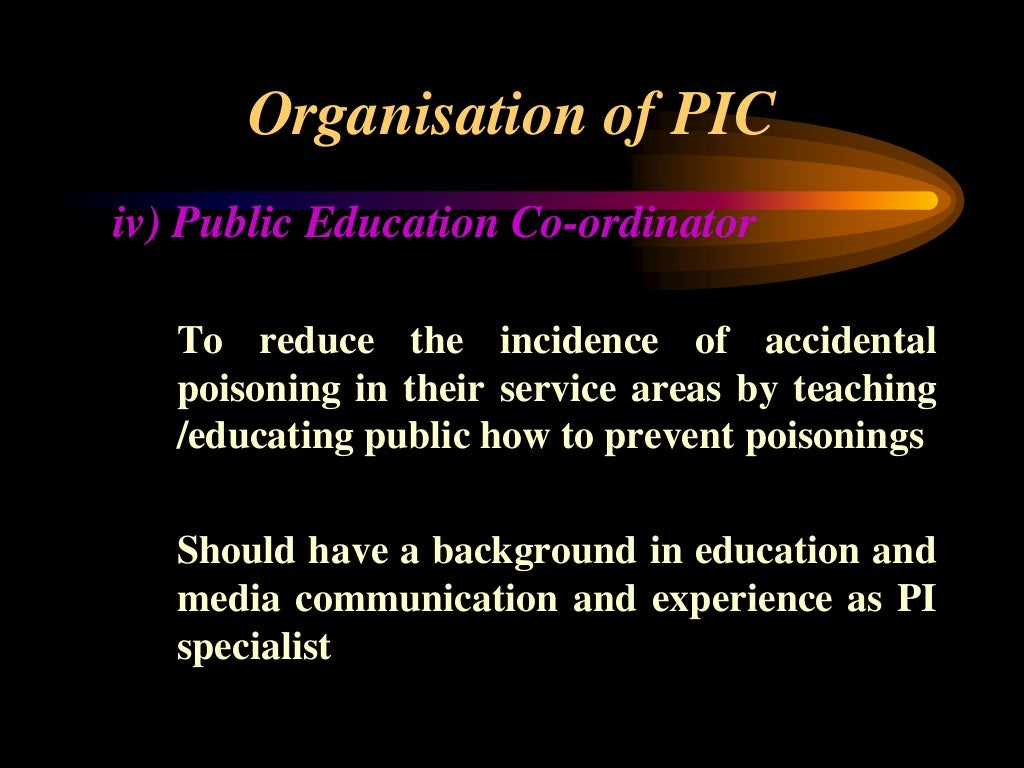 Organisation of PIC
iv) Public Education Co-ordinator
To reduce the incidence of accidental
poisoning in their service areas by teaching
/educating public how to prevent poisonings
Should have a background in education and
media communication and experience as PI
specialist